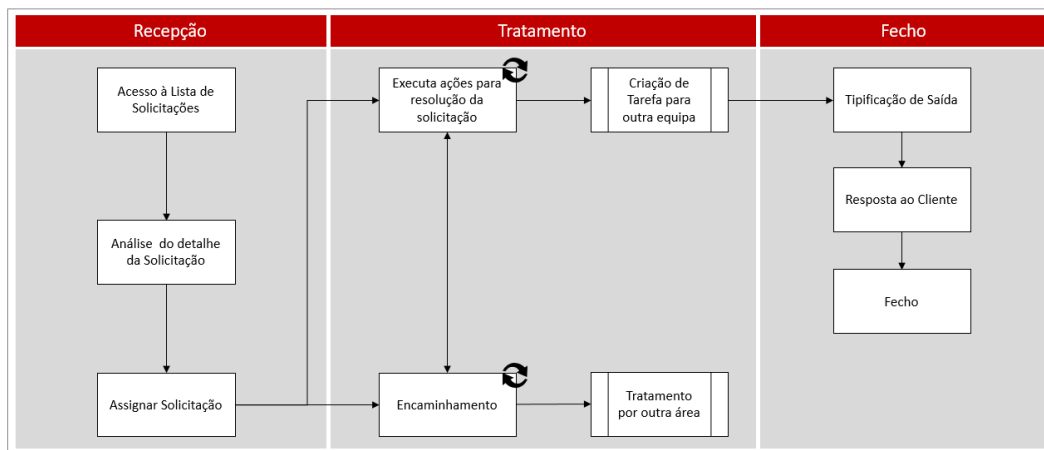 Recepção
Tratamento
Fecho
Acesso à Lista de
Solicitações
Análise do detalhe
da Solicitação
Assignar Solicitação
Executa ações para
resolução da
solicitação
Criação de
Tarefa para
outra equipa
Encaminhamento
Tratamento
por outra área
Tipificação de Saída
Resposta ao Cliente
Fecho